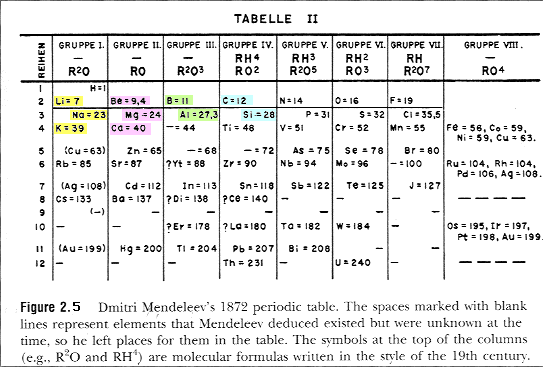 TABELLE II
REIHEN GRUPPE I. GRUPPE II. GRUPPE III. GRUPPE IV. GRUPPE V. GRUPPE VI. GRUPPE VII. GRUPPE VIII.
— — — RH⁴ RH³ RH² RH —
R²O RO R²O³ RO² R²O⁵ RO³ R²O⁷ RO⁴
1 H=1
2 Li=7 Be=9,4 B=11 C=12 N=14 O=16 F=19
3 Na=23 Mg=24 Al=27,3 Si=28 P=31 S=32 Cl=35,5
4 K=39 Ca=40 —=44 Ti=48 V=51 Cr=52 Mn=55 Fe=56, Co=59,
Ni=59, Cu=63.
5 (Cu=63) Zn=65 —=68 —=72 As=75 Se=78 Br=80
6 Rb=85 Sr=87 ?Yt=88 Zr=90 Nb=94 Mo=96 —=100 Ru=104, Rh=104,
Pd=106, Ag=108.
7 (Ag=108) Cd=112 In=113 Sn=118 Sb=122 Te=125 J=127
8 Cs=133 Ba=137 ?Di=138 ?Ce=140 — — — — — — —
9 (—) — — — — — —
10 — — ?Er=178 ?La=180 Ta=182 W=184 — Os=195, Ir=197,
Pt=198, Au=199.
11 (Au=199) Hg=200 Tl=204 Pb=207 Bi=208 — —
12 — — — Th=231 — U=240 — — — — —
Figure 2.5 Dmitri Mendeleev's 1872 periodic table. The spaces marked with blank
lines represent elements that Mendeleev deduced existed but were unknown at the
time, so he left places for them in the table. The symbols at the top of the columns
(e.g., R²O and RH⁴) are molecular formulas written in the style of the 19th century.